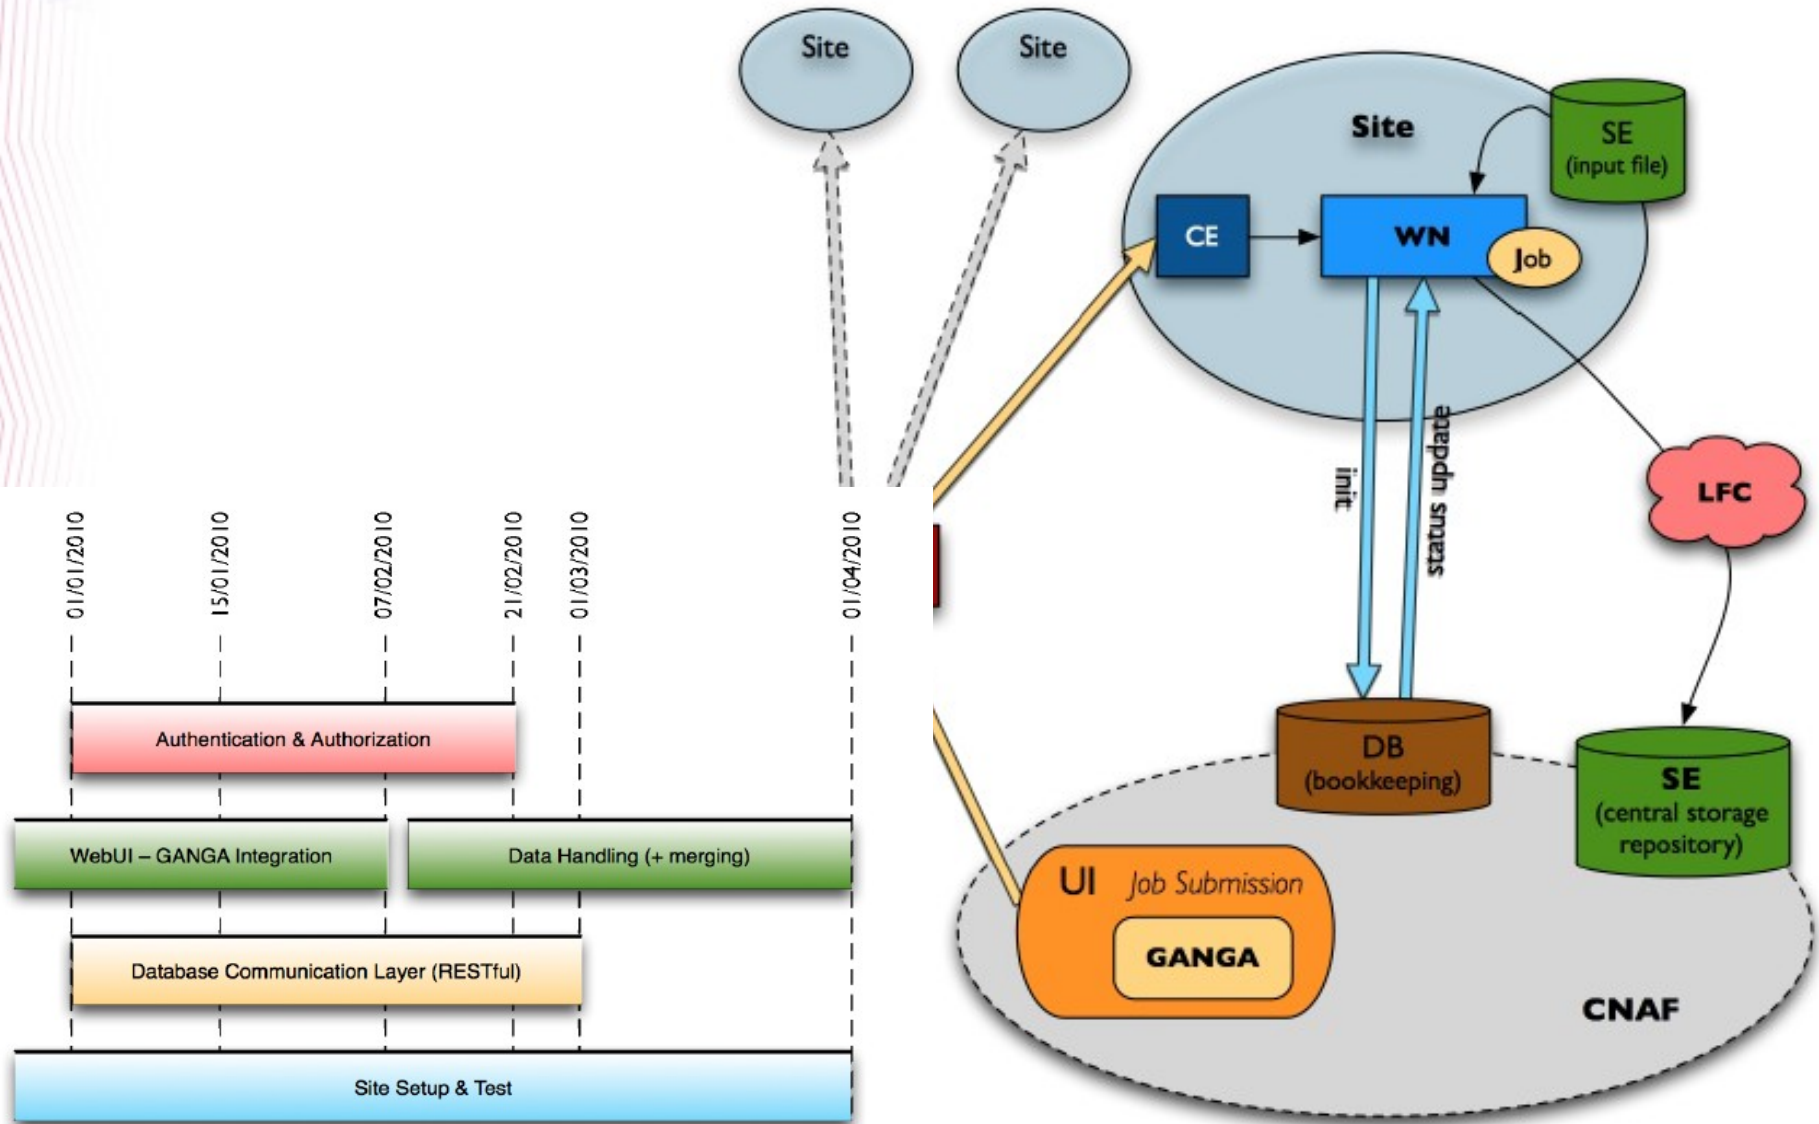 Site
Site
Site
SE
(input file)
CE
WN
Job
init
status update
LFC
01/01/2010
15/01/2010
07/02/2010
21/02/2010
01/03/2010
01/04/2010
Authentication & Authorization
WebUI – GANGA Integration
Data Handling (+ merging)
Database Communication Layer (RESTful)
Site Setup & Test
DB
(bookkeeping)
SE
(central storage
repository)
UI Job Submission
GANGA
CNAF